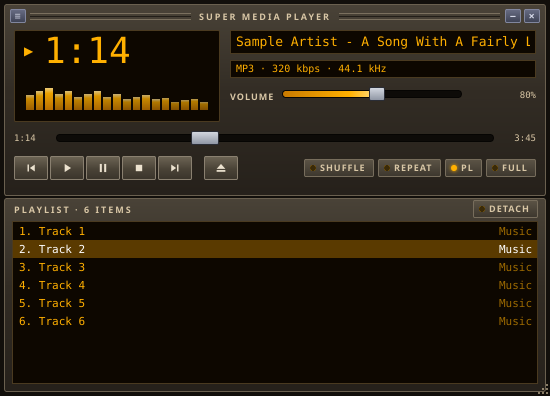 SUPER MEDIA PLAYER
1:14
Sample Artist - A Song With A Fairly L
MP3 · 320 kbps · 44.1 kHz
VOLUME 80%
1:14 3:45
SHUFFLE REPEAT PL FULL
PLAYLIST · 6 ITEMS DETACH
1. Track 1 Music
2. Track 2 Music
3. Track 3 Music
4. Track 4 Music
5. Track 5 Music
6. Track 6 Music